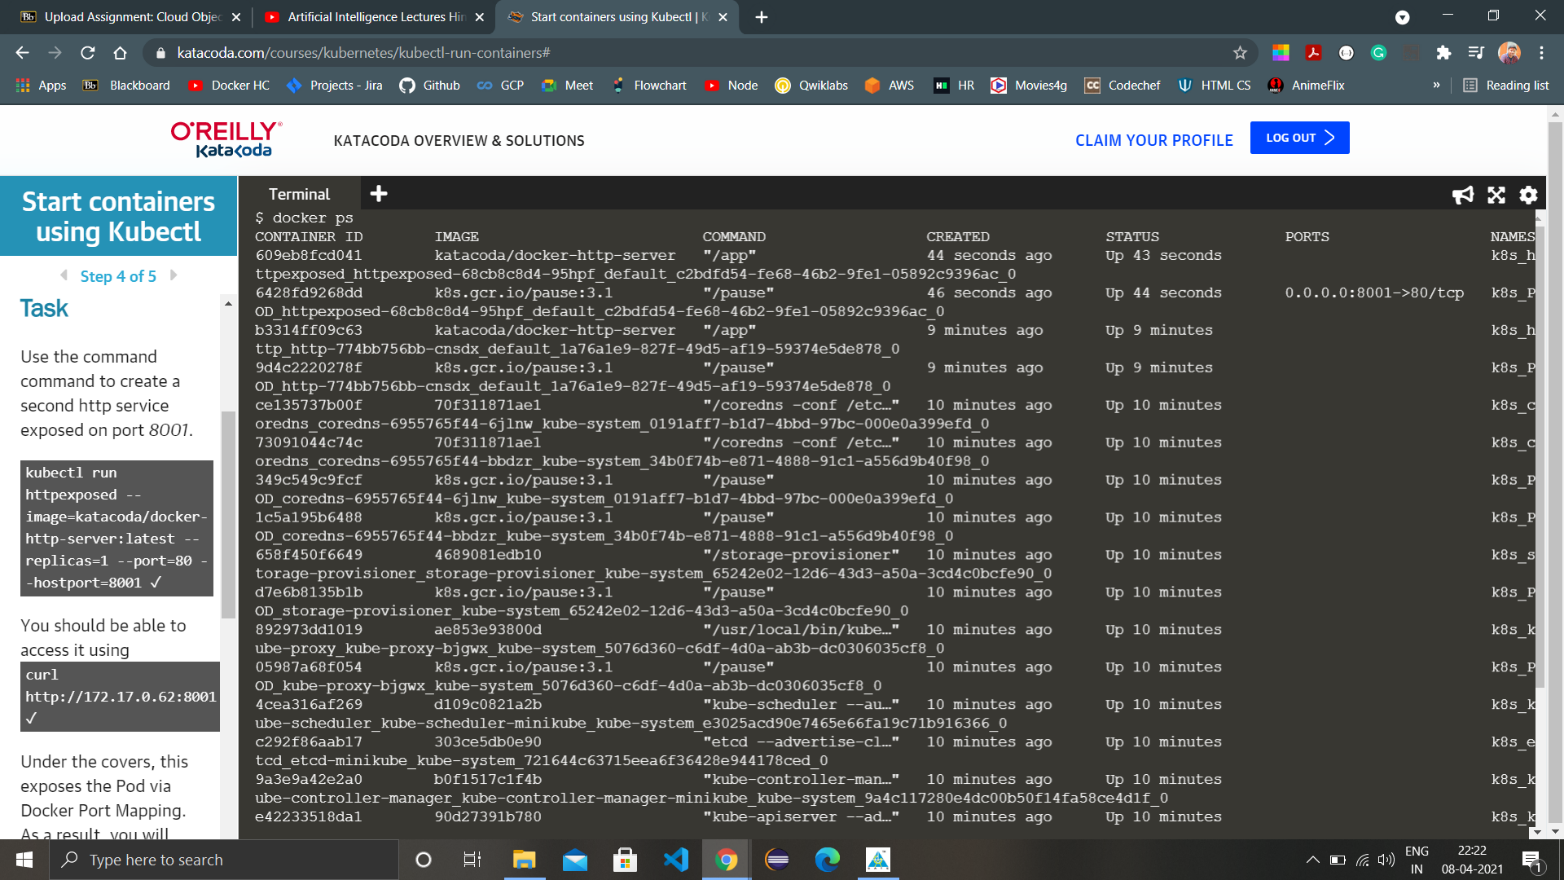 Upload Assignment: Cloud Objec
Artificial Intelligence Lectures Hin
Start containers using Kubectl | K
katacoda.com/courses/kubernetes/kubectl-run-containers#
Apps
Bb Blackboard
Docker HC
Projects - Jira
Github
GCP
Meet
Flowchart
Node
Qwiklabs
AWS
HR
Movies4g
CC Codechef
HTML CS
AnimeFlix
»
Reading list
O'REILLY®
Katacoda
KATACODA OVERVIEW & SOLUTIONS
CLAIM YOUR PROFILE
LOG OUT
Start containers
using Kubectl
Step 4 of 5
Task
Use the command
command to create a
second http service
exposed on port 8001.
kubectl run
httpexposed --
image=katacoda/docker-
http-server:latest --
replicas=1 --port=80 -
-hostport=8001 ✓
You should be able to
access it using
curl
http://172.17.0.62:8001
✓
Under the covers, this
exposes the Pod via
Docker Port Mapping.
As a result, you will
Terminal
$ docker ps
CONTAINER ID IMAGE COMMAND CREATED STATUS PORTS NAMES
609eb8fcd041 katacoda/docker-http-server "/app" 44 seconds ago Up 43 seconds k8s_h
ttpexposed_httpexposed-68cb8c8d4-95hpf_default_c2bdfd54-fe68-46b2-9fe1-05892c9396ac_0
6428fd9268dd k8s.gcr.io/pause:3.1 "/pause" 46 seconds ago Up 44 seconds 0.0.0.0:8001->80/tcp k8s_P
OD_httpexposed-68cb8c8d4-95hpf_default_c2bdfd54-fe68-46b2-9fe1-05892c9396ac_0
b3314ff09c63 katacoda/docker-http-server "/app" 9 minutes ago Up 9 minutes k8s_h
ttp_http-774bb756bb-cnsdx_default_1a76a1e9-827f-49d5-af19-59374e5de878_0
9d4c2220278f k8s.gcr.io/pause:3.1 "/pause" 9 minutes ago Up 9 minutes k8s_P
OD_http-774bb756bb-cnsdx_default_1a76a1e9-827f-49d5-af19-59374e5de878_0
ce135737b00f 70f311871ae1 "/coredns -conf /etc…" 10 minutes ago Up 10 minutes k8s_c
oredns_coredns-6955765f44-6jlnw_kube-system_0191aff7-b1d7-4bbd-97bc-000e0a399efd_0
73091044c74c 70f311871ae1 "/coredns -conf /etc…" 10 minutes ago Up 10 minutes k8s_c
oredns_coredns-6955765f44-bbdzr_kube-system_34b0f74b-e871-4888-91c1-a556d9b40f98_0
349c549c9fcf k8s.gcr.io/pause:3.1 "/pause" 10 minutes ago Up 10 minutes k8s_P
OD_coredns-6955765f44-6jlnw_kube-system_0191aff7-b1d7-4bbd-97bc-000e0a399efd_0
1c5a195b6488 k8s.gcr.io/pause:3.1 "/pause" 10 minutes ago Up 10 minutes k8s_P
OD_coredns-6955765f44-bbdzr_kube-system_34b0f74b-e871-4888-91c1-a556d9b40f98_0
658f450f6649 4689081edb10 "/storage-provisioner" 10 minutes ago Up 10 minutes k8s_s
torage-provisioner_storage-provisioner_kube-system_65242e02-12d6-43d3-a50a-3cd4c0bcfe90_0
d7e6b8135b1b k8s.gcr.io/pause:3.1 "/pause" 10 minutes ago Up 10 minutes k8s_P
OD_storage-provisioner_kube-system_65242e02-12d6-43d3-a50a-3cd4c0bcfe90_0
892973dd1019 ae853e93800d "/usr/local/bin/kube…" 10 minutes ago Up 10 minutes k8s_k
ube-proxy_kube-proxy-bjgwx_kube-system_5076d360-c6df-4d0a-ab3b-dc0306035cf8_0
05987a68f054 k8s.gcr.io/pause:3.1 "/pause" 10 minutes ago Up 10 minutes k8s_P
OD_kube-proxy-bjgwx_kube-system_5076d360-c6df-4d0a-ab3b-dc0306035cf8_0
4cea316af269 d109c0821a2b "kube-scheduler --au…" 10 minutes ago Up 10 minutes k8s_k
ube-scheduler_kube-scheduler-minikube_kube-system_e3025acd90e7465e66fa19c71b916366_0
c292f86aab17 303ce5db0e90 "etcd --advertise-cl…" 10 minutes ago Up 10 minutes k8s_e
tcd_etcd-minikube_kube-system_721644c63715eea6f36428e944178ced_0
9a3e9a42e2a0 b0f1517c1f4b "kube-controller-man…" 10 minutes ago Up 10 minutes k8s_k
ube-controller-manager_kube-controller-manager-minikube_kube-system_9a4c117280e4dc00b50f14fa58ce4d1f_0
e42233518da1 90d27391b780 "kube-apiserver --ad…" 10 minutes ago Up 10 minutes k8s_k
Type here to search
ENG
IN
22:22
08-04-2021
1